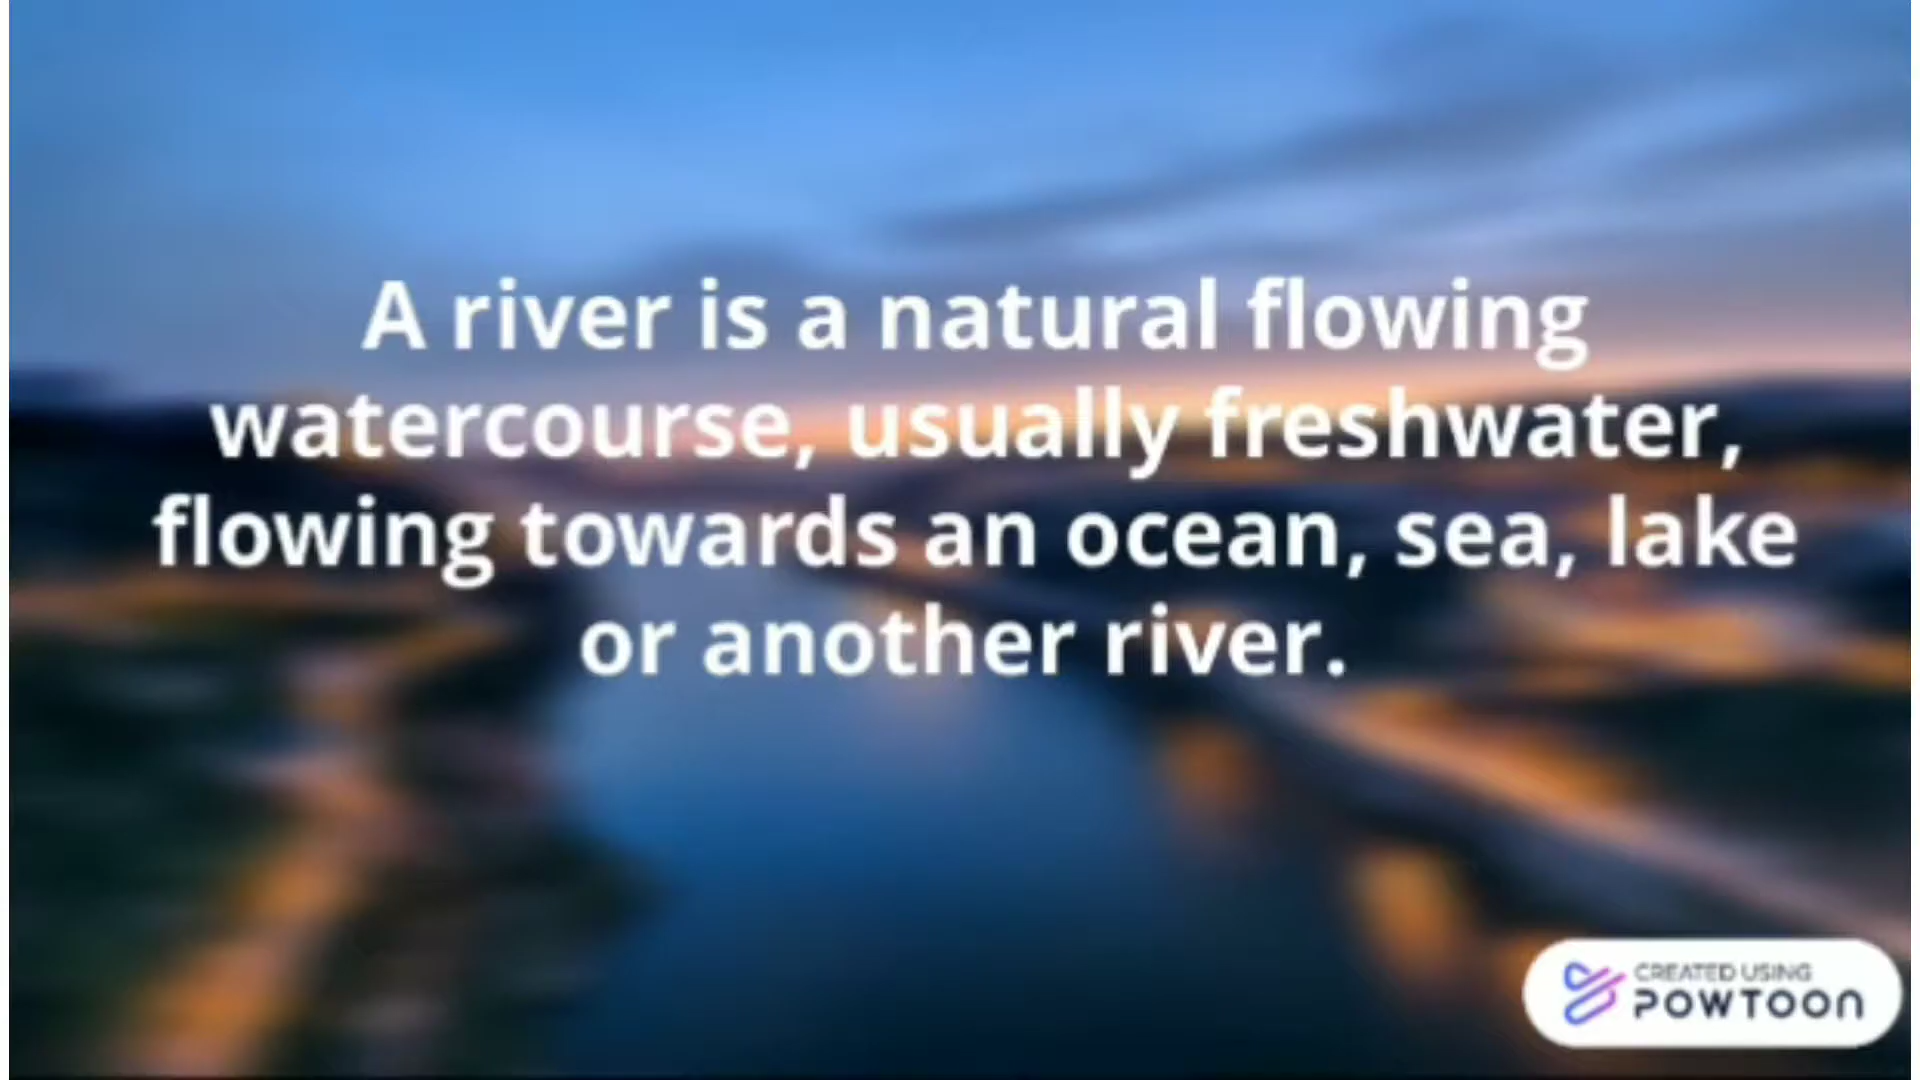 A river is a natural flowing
watercourse, usually freshwater,
flowing towards an ocean, sea, lake
or another river.
CREATED USING
POWTOON